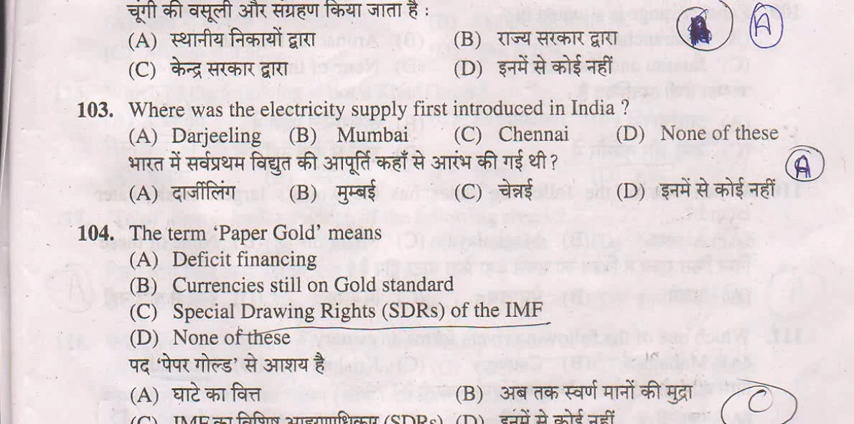 चूंगी की वसूली और संग्रहण किया जाता है :
(A) स्थानीय निकायों द्वारा (B) राज्य सरकार द्वारा A
(C) केन्द्र सरकार द्वारा (D) इनमें से कोई नहीं
103. Where was the electricity supply first introduced in India ?
(A) Darjeeling (B) Mumbai (C) Chennai (D) None of these
भारत में सर्वप्रथम विद्युत की आपूर्ति कहाँ से आरंभ की गई थी ? A
(A) दार्जीलिंग (B) मुम्बई (C) चेन्नई (D) इनमें से कोई नहीं
104. The term ‘Paper Gold’ means
(A) Deficit financing
(B) Currencies still on Gold standard
(C) Special Drawing Rights (SDRs) of the IMF
(D) None of these
पद ‘पेपर गोल्ड’ से आशय है
(A) घाटे का वित्त (B) अब तक स्वर्ण मानों की मुद्रा C
(C) IMF का विशिष्ट (SDRs) (D) इनमें से कोई नहीं